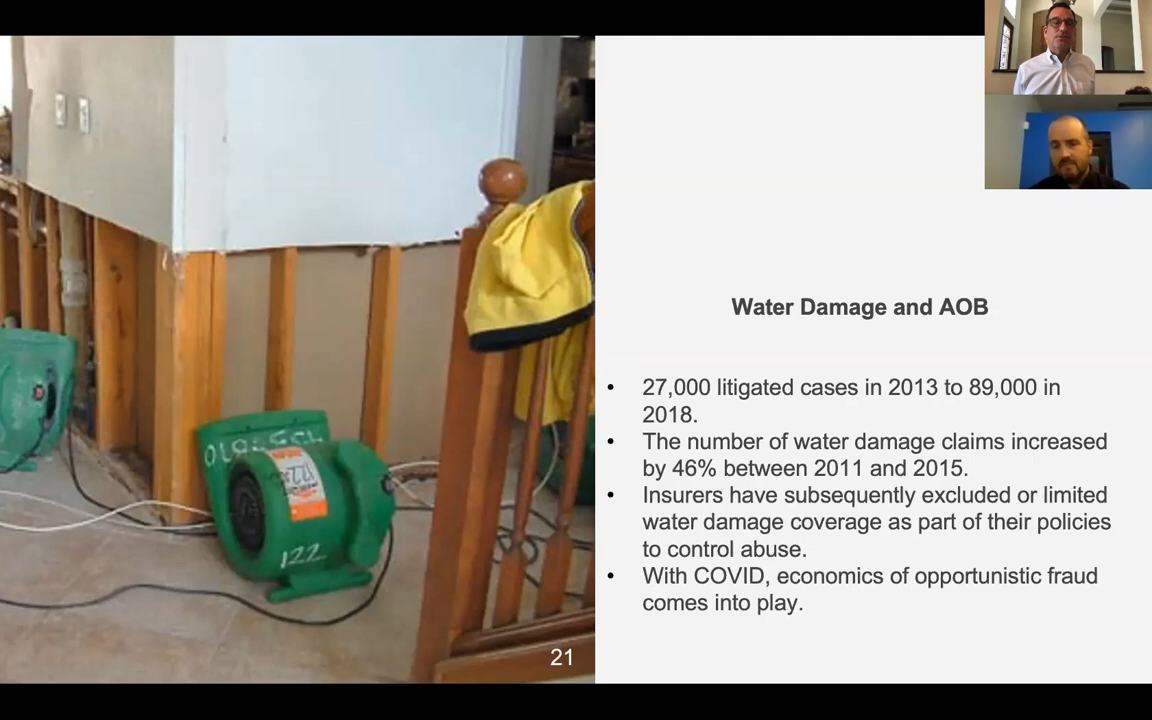 Water Damage and AOB
• 27,000 litigated cases in 2013 to 89,000 in
2018.
• The number of water damage claims increased
by 46% between 2011 and 2015.
• Insurers have subsequently excluded or limited
water damage coverage as part of their policies
to control abuse.
• With COVID, economics of opportunistic fraud
comes into play.
122
21